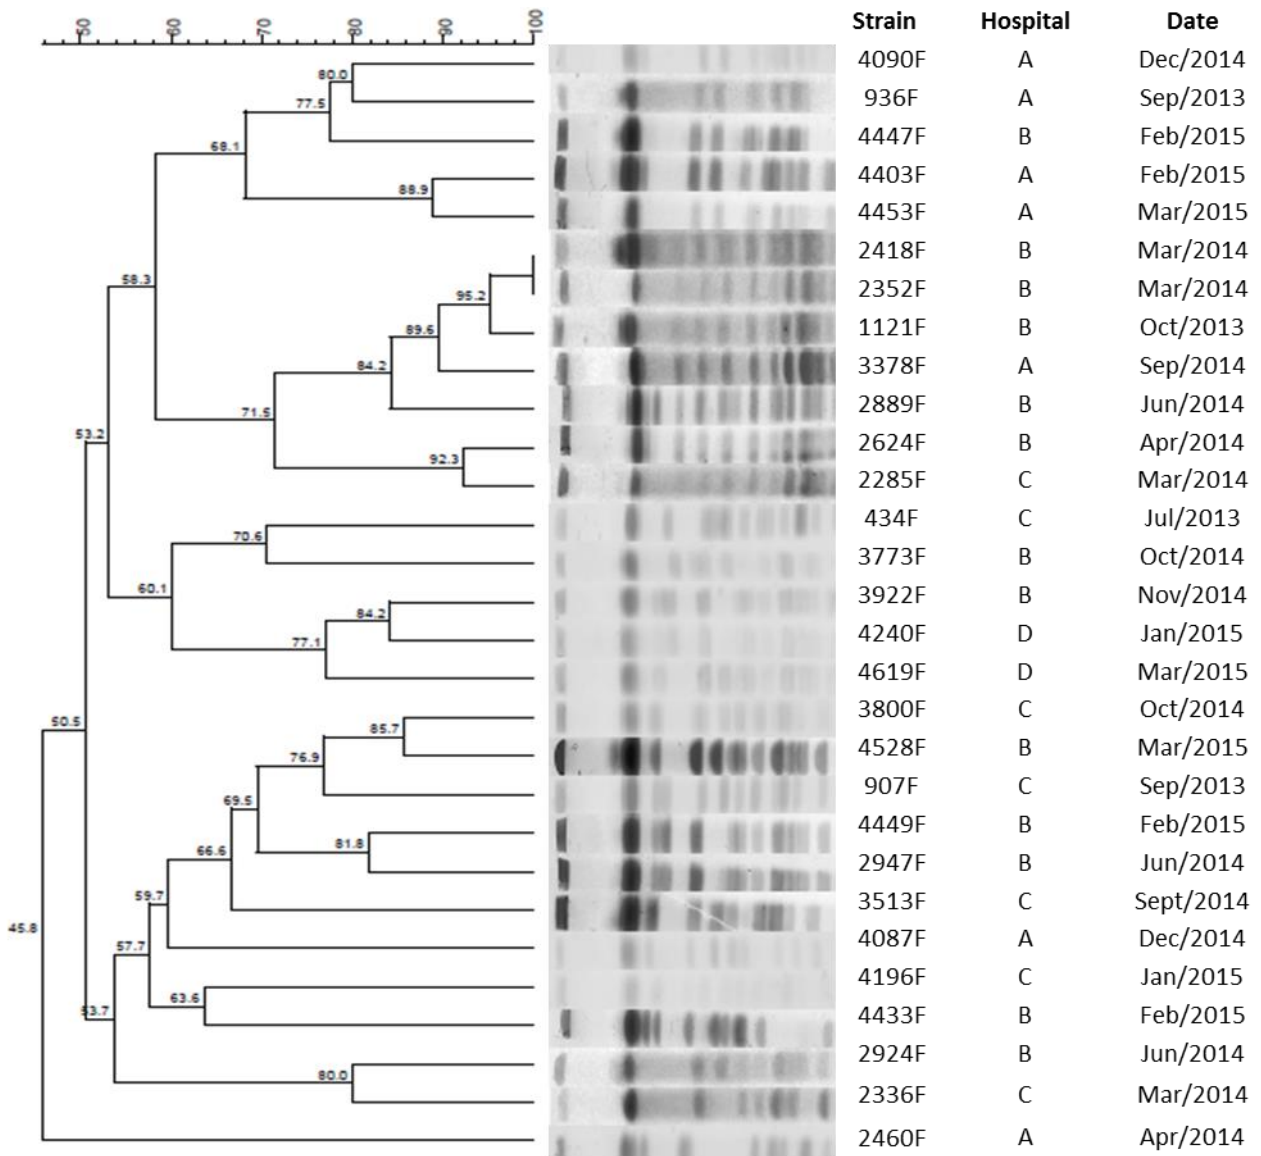 50 60 70 80 90 100
Strain Hospital Date
4090F A Dec/2014
80.0
936F A Sep/2013
77.5
4447F B Feb/2015
68.1
4403F A Feb/2015
88.9
4453F A Mar/2015
2418F B Mar/2014
58.3
2352F B Mar/2014
95.2
1121F B Oct/2013
89.6
3378F A Sep/2014
84.2
2889F B Jun/2014
71.5
53.2
2624F B Apr/2014
92.3
2285F C Mar/2014
434F C Jul/2013
70.6
3773F B Oct/2014
60.1
3922F B Nov/2014
84.2
4240F D Jan/2015
77.1
4619F D Mar/2015
3800F C Oct/2014
50.5
85.7
4528F B Mar/2015
76.9
907F C Sep/2013
69.5
4449F B Feb/2015
81.8
66.6
2947F B Jun/2014
59.7
3513F C Sept/2014
45.8
4087F A Dec/2014
57.7
4196F C Jan/2015
63.6
53.7
4433F B Feb/2015
2924F B Jun/2014
80.0
2336F C Mar/2014
2460F A Apr/2014